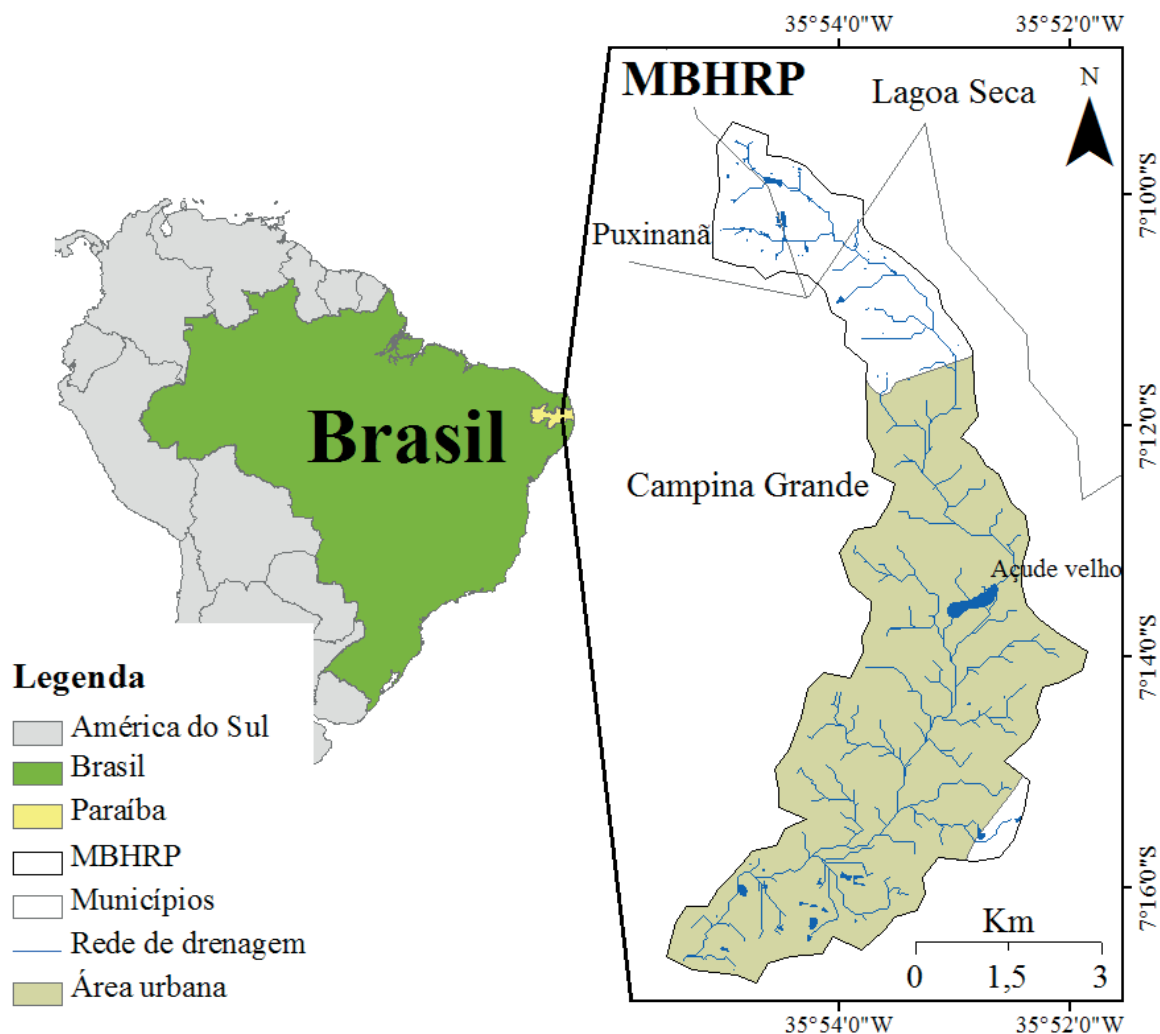 35°54'0"W
35°52'0"W
MBHRP
Lagoa Seca
N
7°10'0"S
Puxinanã
Brasil
7°12'0"S
Campina Grande
Açude velho
7°14'0"S
Legenda
América do Sul
Brasil
Paraíba
MBHRP
Municípios
Rede de drenagem
Área urbana
7°16'0"S
Km
0 1,5 3
35°54'0"W
35°52'0"W